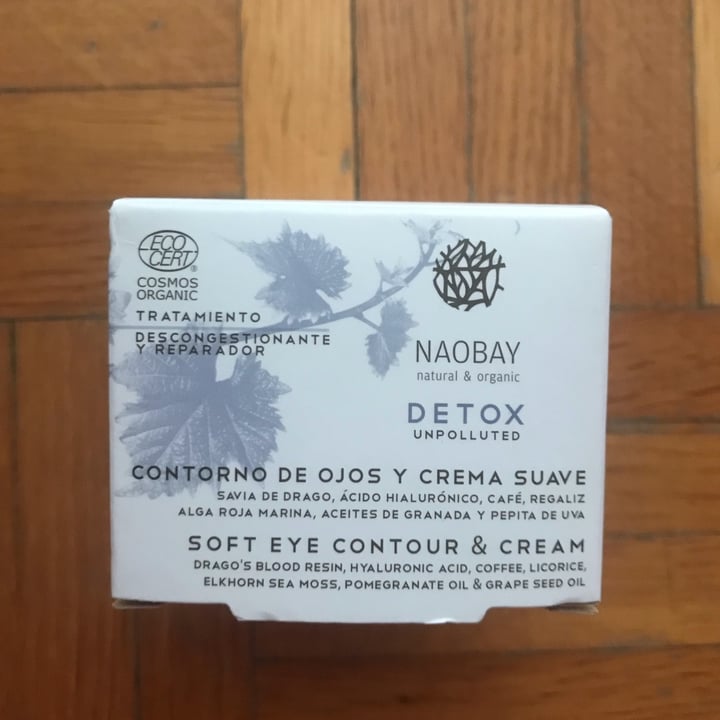 ECO
CERT®
COSMOS
ORGANIC
TRATAMIENTO
DESCONGESTIONANTE
Y REPARADOR
NAOBAY
natural & organic
DETOX
UNPOLLUTED
CONTORNO DE OJOS Y CREMA SUAVE
SAVIA DE DRAGO, ÁCIDO HIALURÓNICO, CAFÉ, REGALIZ
ALGA ROJA MARINA, ACEITES DE GRANADA Y PEPITA DE UVA
SOFT EYE CONTOUR & CREAM
DRAGO'S BLOOD RESIN, HYALURONIC ACID, COFFEE, LICORICE,
ELKHORN SEA MOSS, POMEGRANATE OIL & GRAPE SEED OIL